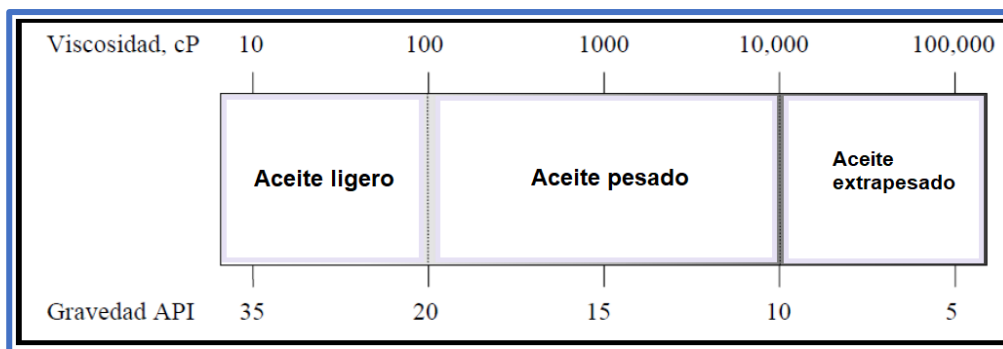 Viscosidad, cP 10 100 1000 10,000 100,000
Aceite ligero
Aceite pesado
Aceite
extrapesado
Gravedad API 35 20 15 10 5